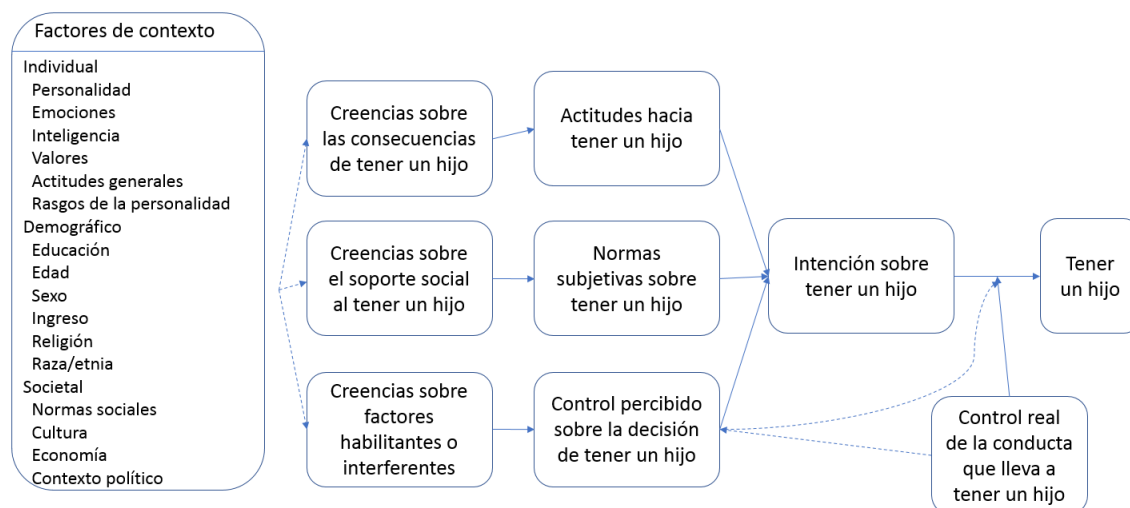 Factores de contexto
Individual
Personalidad
Emociones
Inteligencia
Valores
Actitudes generales
Rasgos de la personalidad
Demográfico
Educación
Edad
Sexo
Ingreso
Religión
Raza/etnia
Societal
Normas sociales
Cultura
Economía
Contexto político
Creencias sobre
las consecuencias
de tener un hijo
Actitudes hacia
tener un hijo
Creencias sobre
el soporte social
al tener un hijo
Normas
subjetivas sobre
tener un hijo
Intención sobre
tener un hijo
Tener
un hijo
Creencias sobre
factores
habilitantes o
interferentes
Control percibido
sobre la decisión
de tener un hijo
Control real
de la conducta
que lleva a
tener un hijo